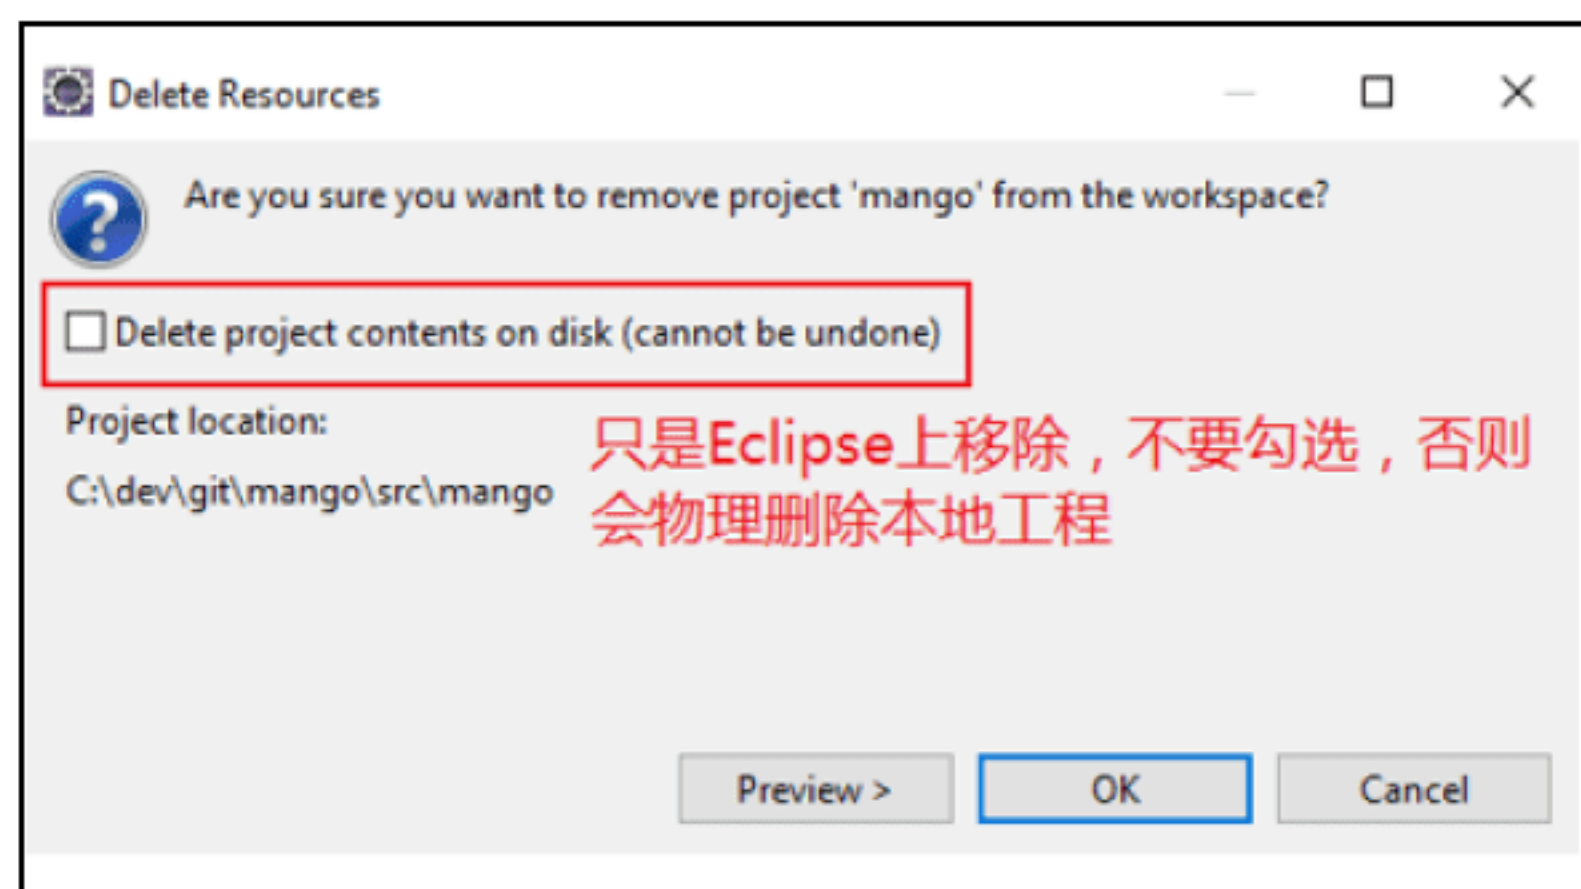 Delete Resources
Are you sure you want to remove project 'mango' from the workspace?
Delete project contents on disk (cannot be undone)
Project location:
C:\dev\git\mango\src\mango
只是Eclipse上移除，不要勾选，否则
会物理删除本地工程
Preview >
OK
Cancel